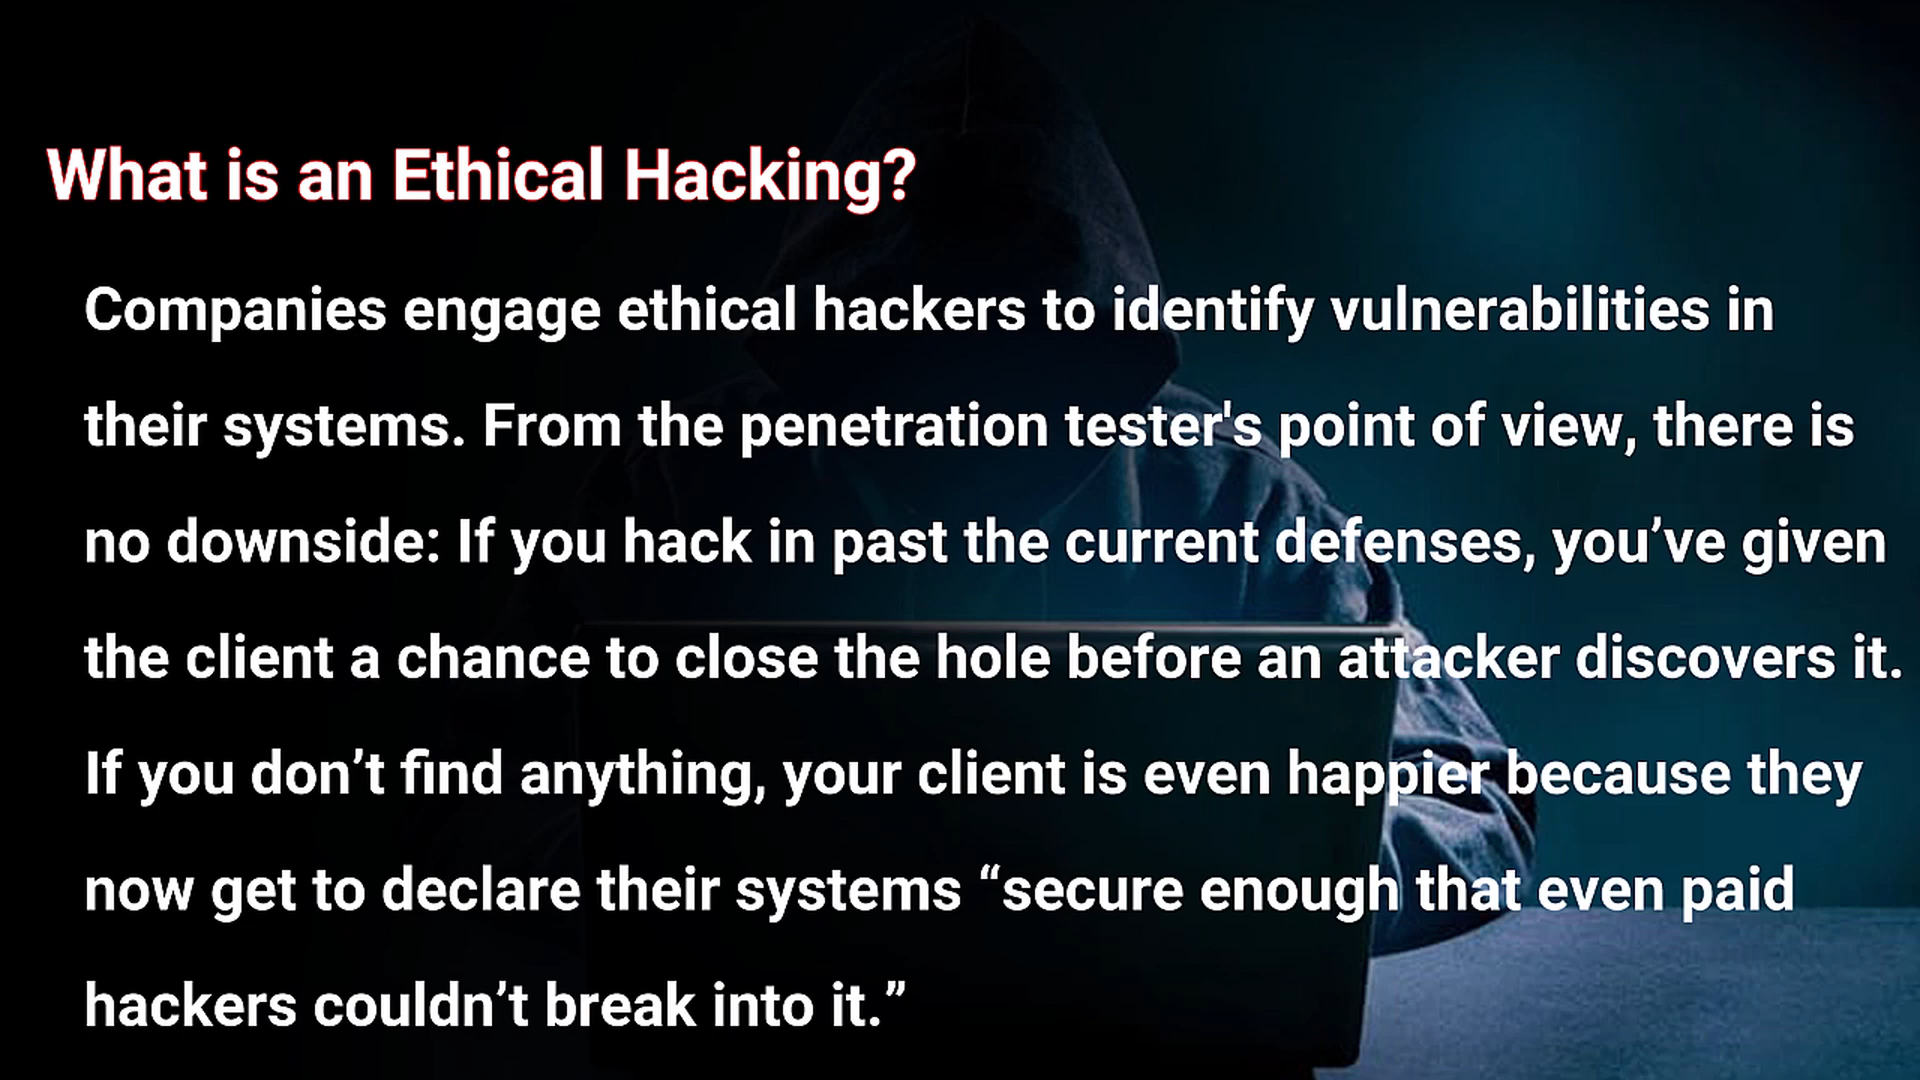 What is an Ethical Hacking?
Companies engage ethical hackers to identify vulnerabilities in
their systems. From the penetration tester's point of view, there is
no downside: If you hack in past the current defenses, you’ve given
the client a chance to close the hole before an attacker discovers it.
If you don’t find anything, your client is even happier because they
now get to declare their systems “secure enough that even paid
hackers couldn’t break into it.”